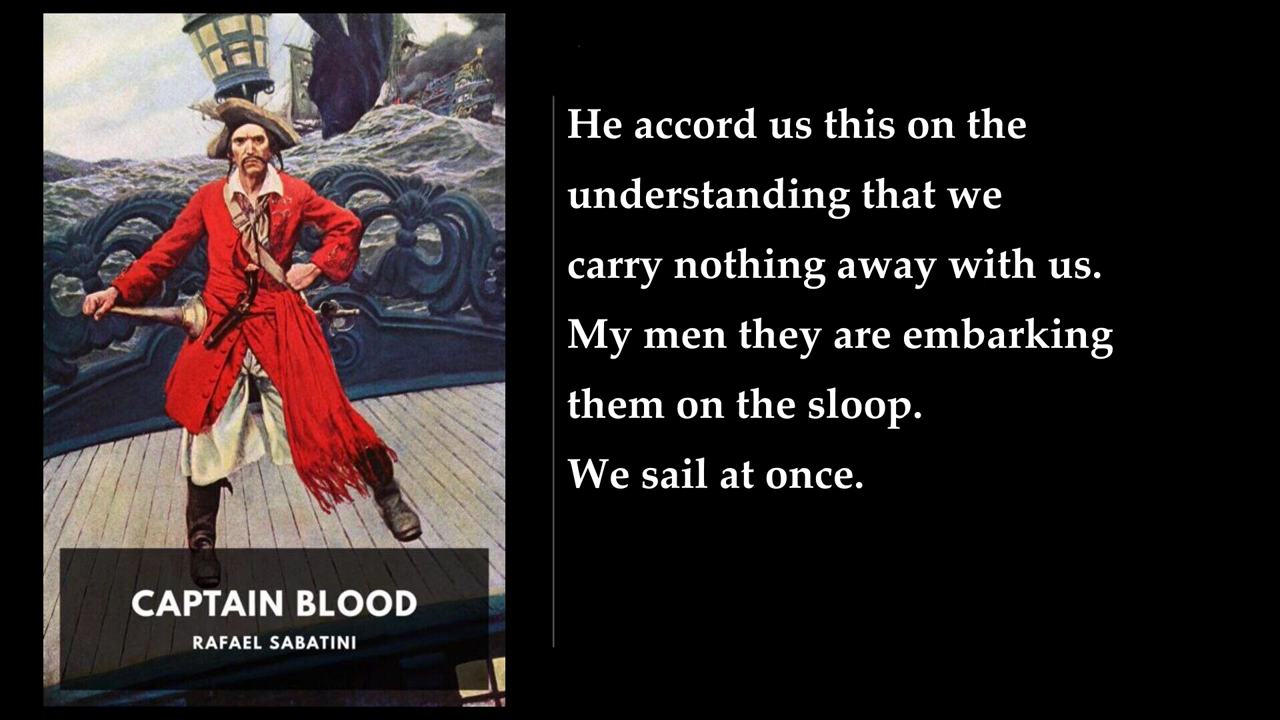 He accord us this on the
understanding that we
carry nothing away with us.
My men they are embarking
them on the sloop.
We sail at once.
CAPTAIN BLOOD
RAFAEL SABATINI